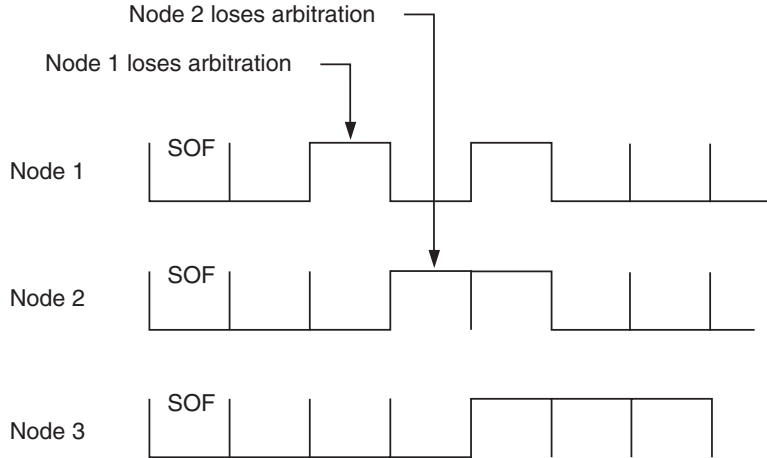 Node 2 loses arbitration
Node 1 loses arbitration
SOF
Node 1
SOF
Node 2
SOF
Node 3